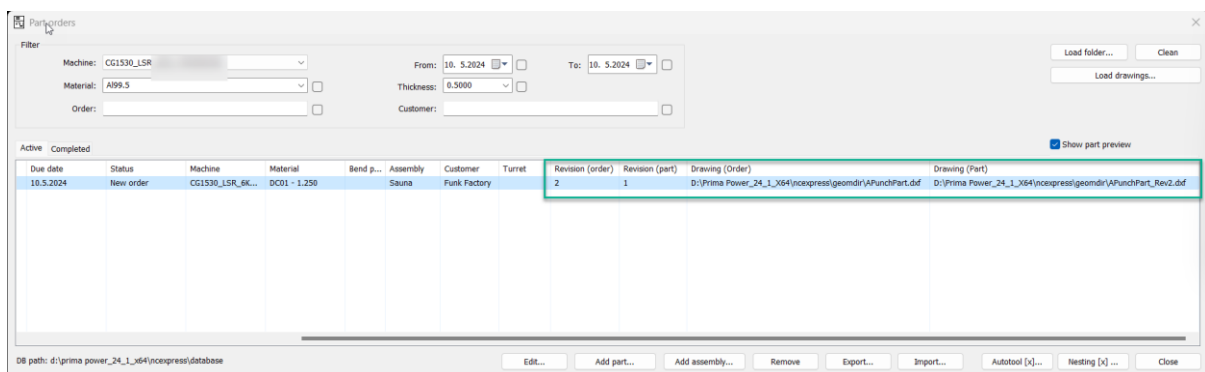 Part orders
Filter
Machine: CG1530_LSR
From: 10. 5.2024
To: 10. 5.2024
Load folder... Clean
Material: Al99.5
Thickness: 0.5000
Load drawings...
Order:
Customer:
Active Completed
Show part preview
Due date Status Machine Material Bend p... Assembly Customer Turret Revision (order) Revision (part) Drawing (Order) Drawing (Part)
10.5.2024 New order CG1530_LSR_6K... DC01 - 1.250 Sauna Funk Factory 2 1 D:\Prima Power_24_1_X64\ncexpress\geomdir\APunchPart.dxf D:\Prima Power_24_1_X64\ncexpress\geomdir\APunchPart_Rev2.dxf
DB path: d:\prima power_24_1_x64\ncexpress\database
Edit... Add part... Add assembly... Remove Export... Import... Autotool [x]... Nesting [x] ... Close